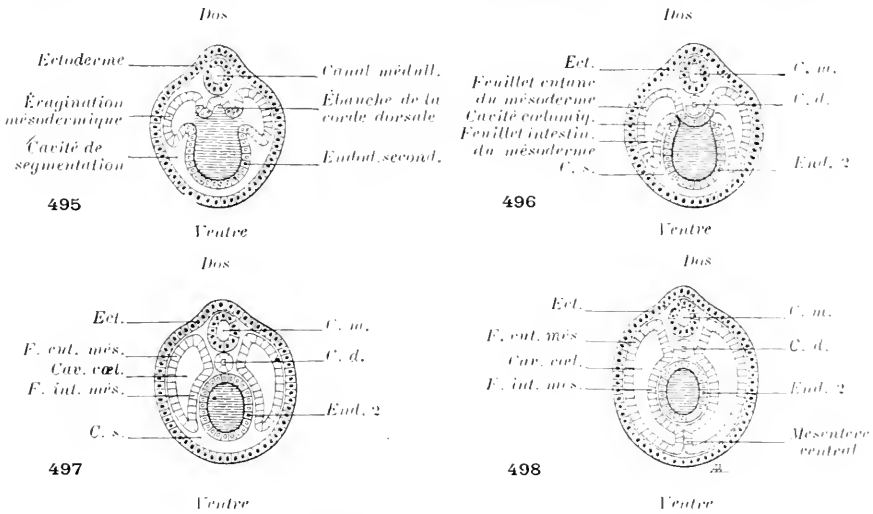 Dos
Ectoderme
Canal médull.
Évagination
mésodermique
Ébauche de la
corde dorsale
Cavité de
segmentation
Endod. second.
495
Ventre
Dos
Ect.
C. m.
Feuillet cutané
du mésoderme
C. d.
Cavité cœlomiq.
Feuillet intestin.
du mésoderme
C. s.
End. 2
496
Ventre
Dos
Ect.
C. m.
F. cut. més.
C. d.
Cav. cœl.
F. int. més.
End. 2
C. s.
497
Ventre
Dos
Ect.
C. m.
F. cut. més
C. d.
Cav. cœl.
F. int. més.
End. 2
Mésentère
ventral
498
Ventre